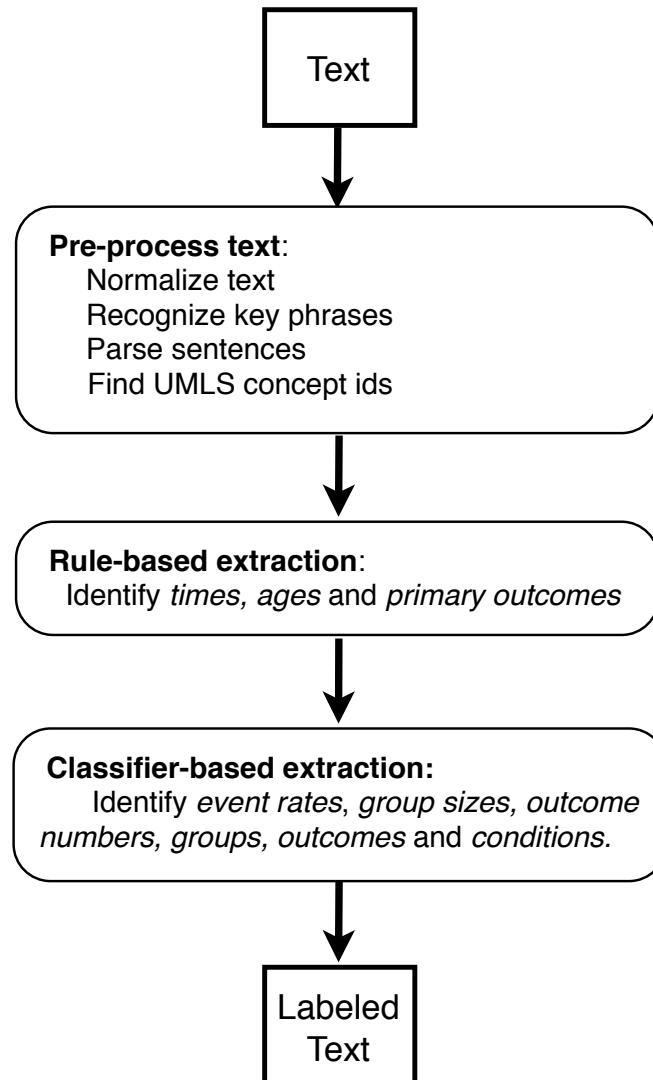 Text
Pre-process text:
Normalize text
Recognize key phrases
Parse sentences
Find UMLS concept ids
Rule-based extraction:
Identify times, ages and primary outcomes
Classifier-based extraction:
Identify event rates, group sizes, outcome
numbers, groups, outcomes and conditions.
Labeled
Text